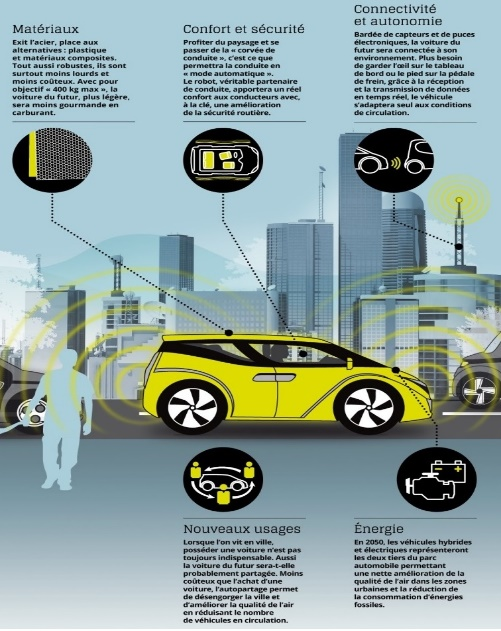 Matériaux
Exit l'acier, place aux
alternatives : plastique
et matériaux composites.
Tout aussi robustes, ils sont
surtout moins lourds et
moins coûteux. Avec pour
objectif « 400 kg max », la
voiture du futur, plus légère,
sera moins gourmande en
carburant.
Confort et sécurité
Profiter du paysage et se
passer de la « corvée de
conduite », c'est ce que
permettra la conduite en
« mode automatique ».
Le robot, véritable partenaire
de conduite, apportera un réel
confort aux conducteurs avec,
à la clé, une amélioration
de la sécurité routière.
Connectivité
et autonomie
Bardée de capteurs et de puces
électroniques, la voiture du
futur sera connectée à son
environnement. Plus besoin
de garder l'œil sur le tableau
de bord ou le pied sur la pédale
de frein, grâce à la réception
et la transmission de données
en temps réel, le véhicule
s'adaptera seul aux conditions
de circulation.
Nouveaux usages
Lorsque l'on vit en ville,
posséder une voiture n'est pas
toujours indispensable. Aussi
la voiture du futur sera-t-elle
probablement partagée. Moins
coûteux que l'achat d'une
voiture, l'autopartage permet
de désengorger la ville et
d'améliorer la qualité de l'air
en réduisant le nombre
de véhicules en circulation.
Énergie
En 2050, les véhicules hybrides
et électriques représenteront
les deux tiers du parc
automobile permettant
une nette amélioration de la
qualité de l'air dans les zones
urbaines et la réduction de
la consommation d'énergies
fossiles.